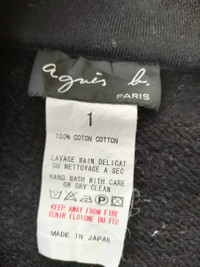 agnès b.
PARIS
1
100% COTON COTTON
LAVAGE MAIN DELICAT
OU NETTOYAGE A SEC
HAND WASH WITH CARE
OR DRY CLEAN
KEEP AWAY FROM FIRE
TENIR ELOIGNE DU FEU
MADE IN JAPAN